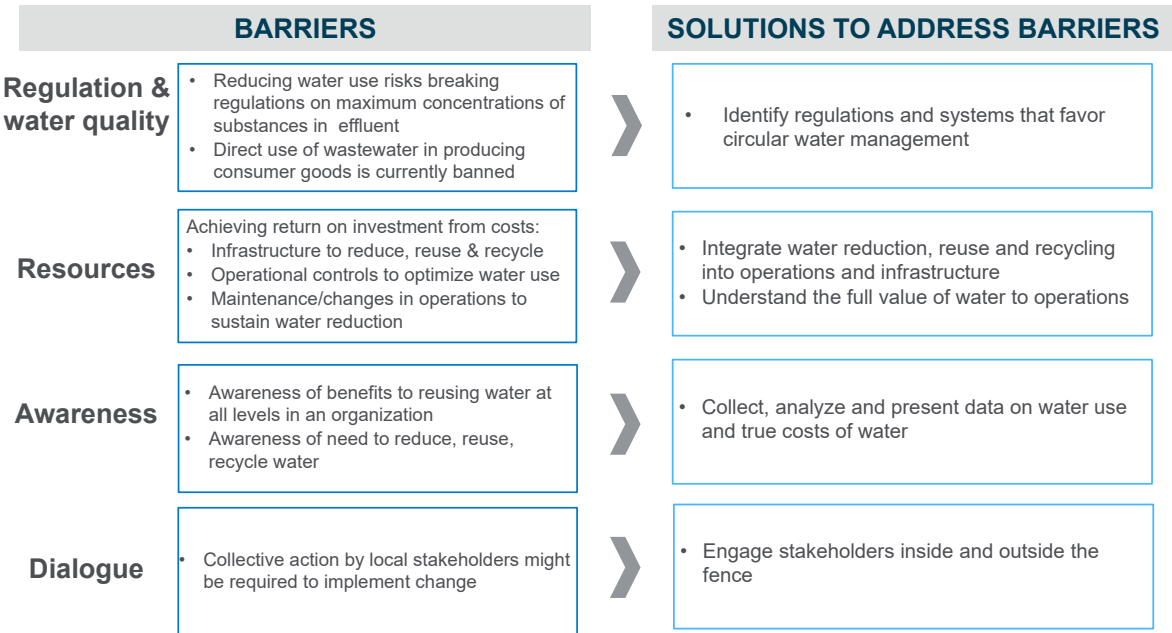 BARRIERS
SOLUTIONS TO ADDRESS BARRIERS
Regulation &
water quality
• Reducing water use risks breaking
regulations on maximum concentrations of
substances in effluent
• Direct use of wastewater in producing
consumer goods is currently banned
• Identify regulations and systems that favor
circular water management
Resources
Achieving return on investment from costs:
• Infrastructure to reduce, reuse & recycle
• Operational controls to optimize water use
• Maintenance/changes in operations to
sustain water reduction
• Integrate water reduction, reuse and recycling
into operations and infrastructure
• Understand the full value of water to operations
Awareness
• Awareness of benefits to reusing water at
all levels in an organization
• Awareness of need to reduce, reuse,
recycle water
• Collect, analyze and present data on water use
and true costs of water
Dialogue
• Collective action by local stakeholders might
be required to implement change
• Engage stakeholders inside and outside the
fence